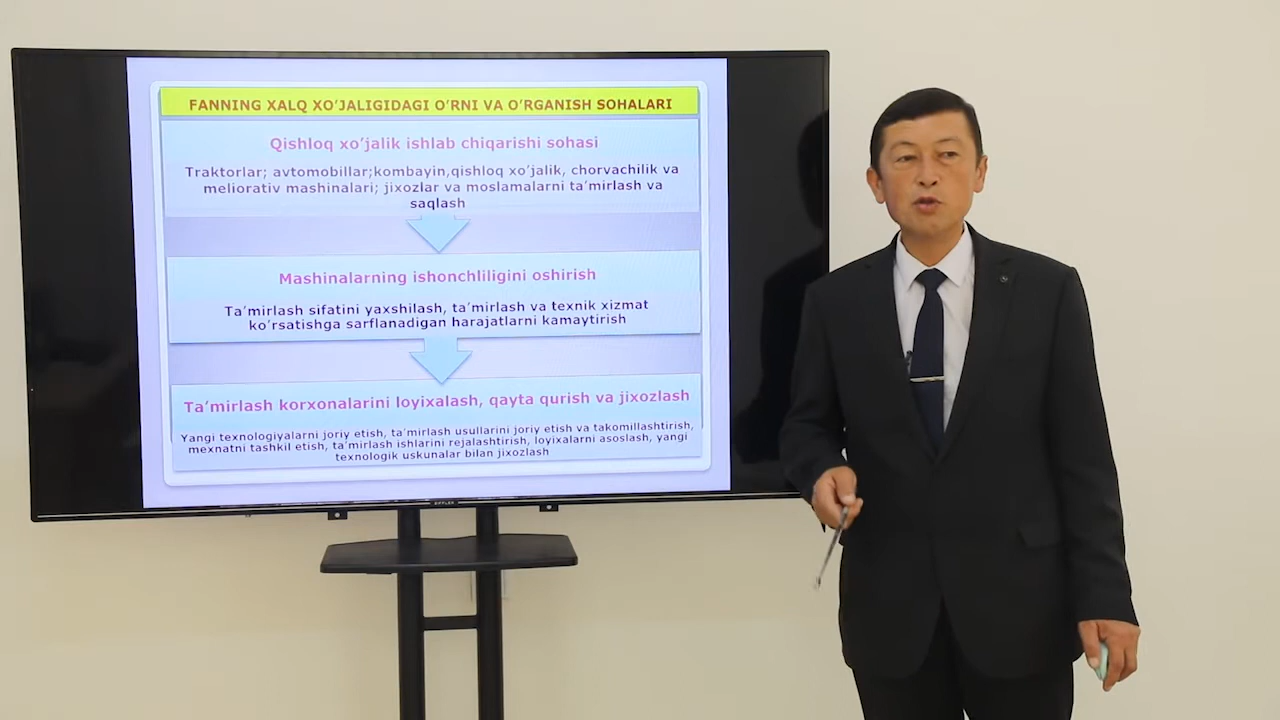 FANNING XALQ XO’JALIGIDAGI O’RNI VA O’RGANISH SOHALARI
Qishloq xo’jalik ishlab chiqarishi sohasi
Traktorlar; avtomobillar;kombayin,qishloq xo’jalik, chorvachilik va
meliorativ mashinalari; jixozlar va moslamalarni ta’mirlash va
saqlash
Mashinalarning ishonchliligini oshirish
Ta’mirlash sifatini yaxshilash, ta’mirlash va texnik xizmat
ko’rsatishga sarflanadigan harajatlarni kamaytirish
Ta’mirlash korxonalarini loyixalash, qayta qurish va jixozlash
Yangi texnologiyalarni joriy etish, ta’mirlash usullarini joriy etish va takomillashtirish,
mexnatni tashkil etish, ta’mirlash ishlarini rejalashtirish, loyixalarni asoslash, yangi
texnologik uskunalar bilan jixozlash